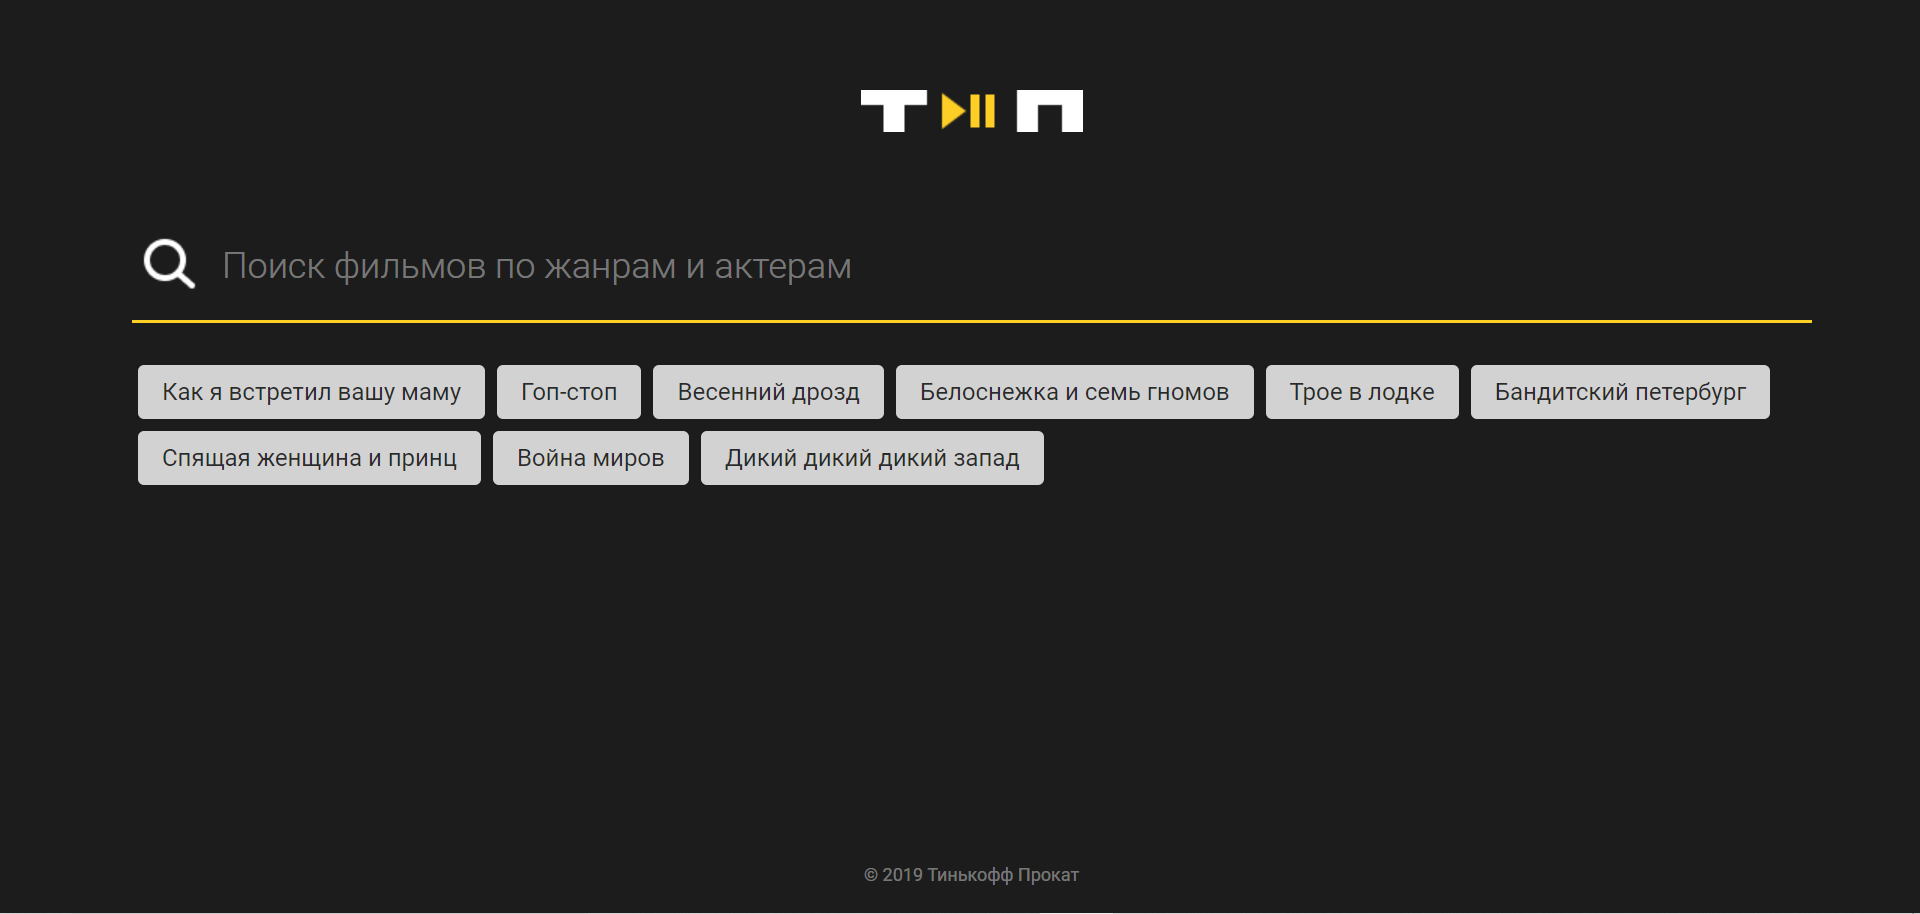 Т П
Поиск фильмов по жанрам и актерам
Как я встретил вашу маму Гоп-стоп Весенний дрозд Белоснежка и семь гномов Трое в лодке Бандитский петербург
Спящая женщина и принц Война миров Дикий дикий дикий запад
© 2019 Тинькофф Прокат